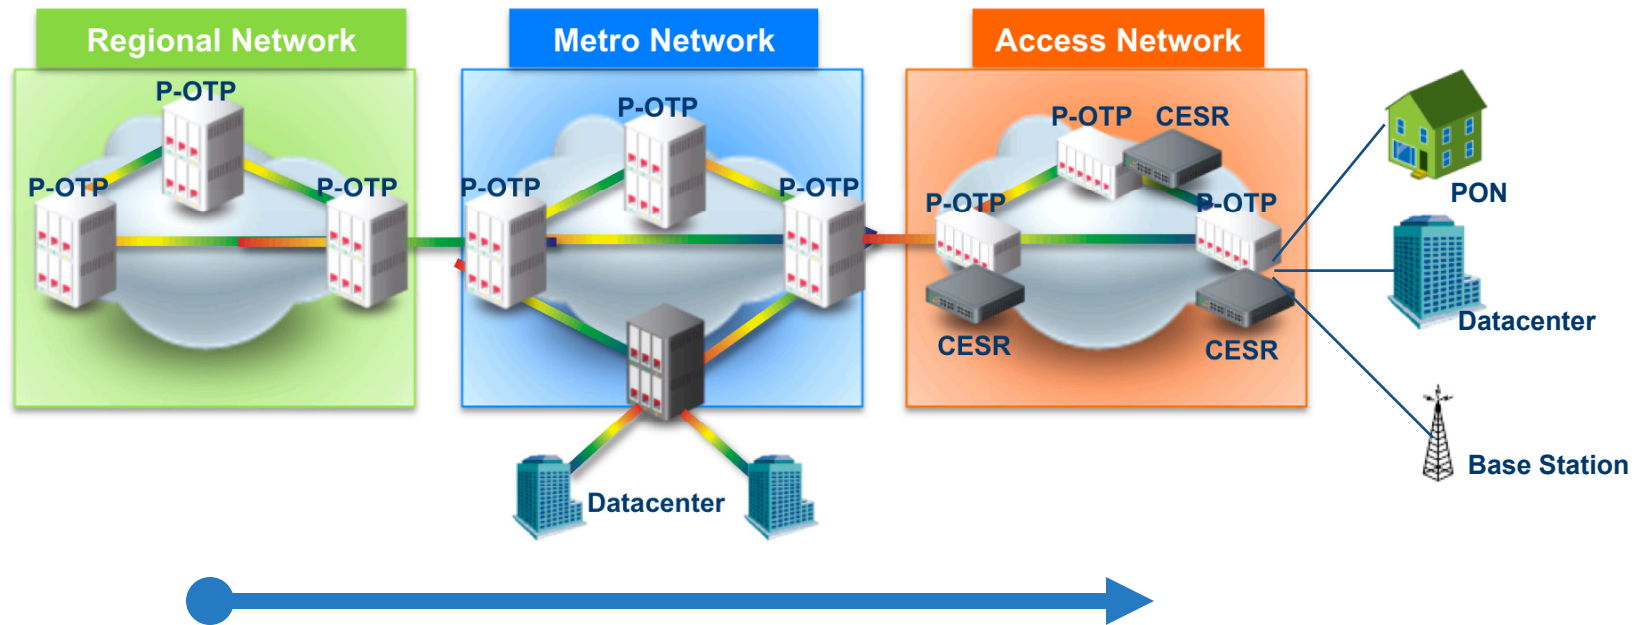 Regional Network
Metro Network
Access Network
P-OTP
P-OTP
P-OTP
P-OTP
P-OTP
P-OTP
P-OTP
CESR
P-OTP
P-OTP
CESR
CESR
PON
Datacenter
Base Station
Datacenter